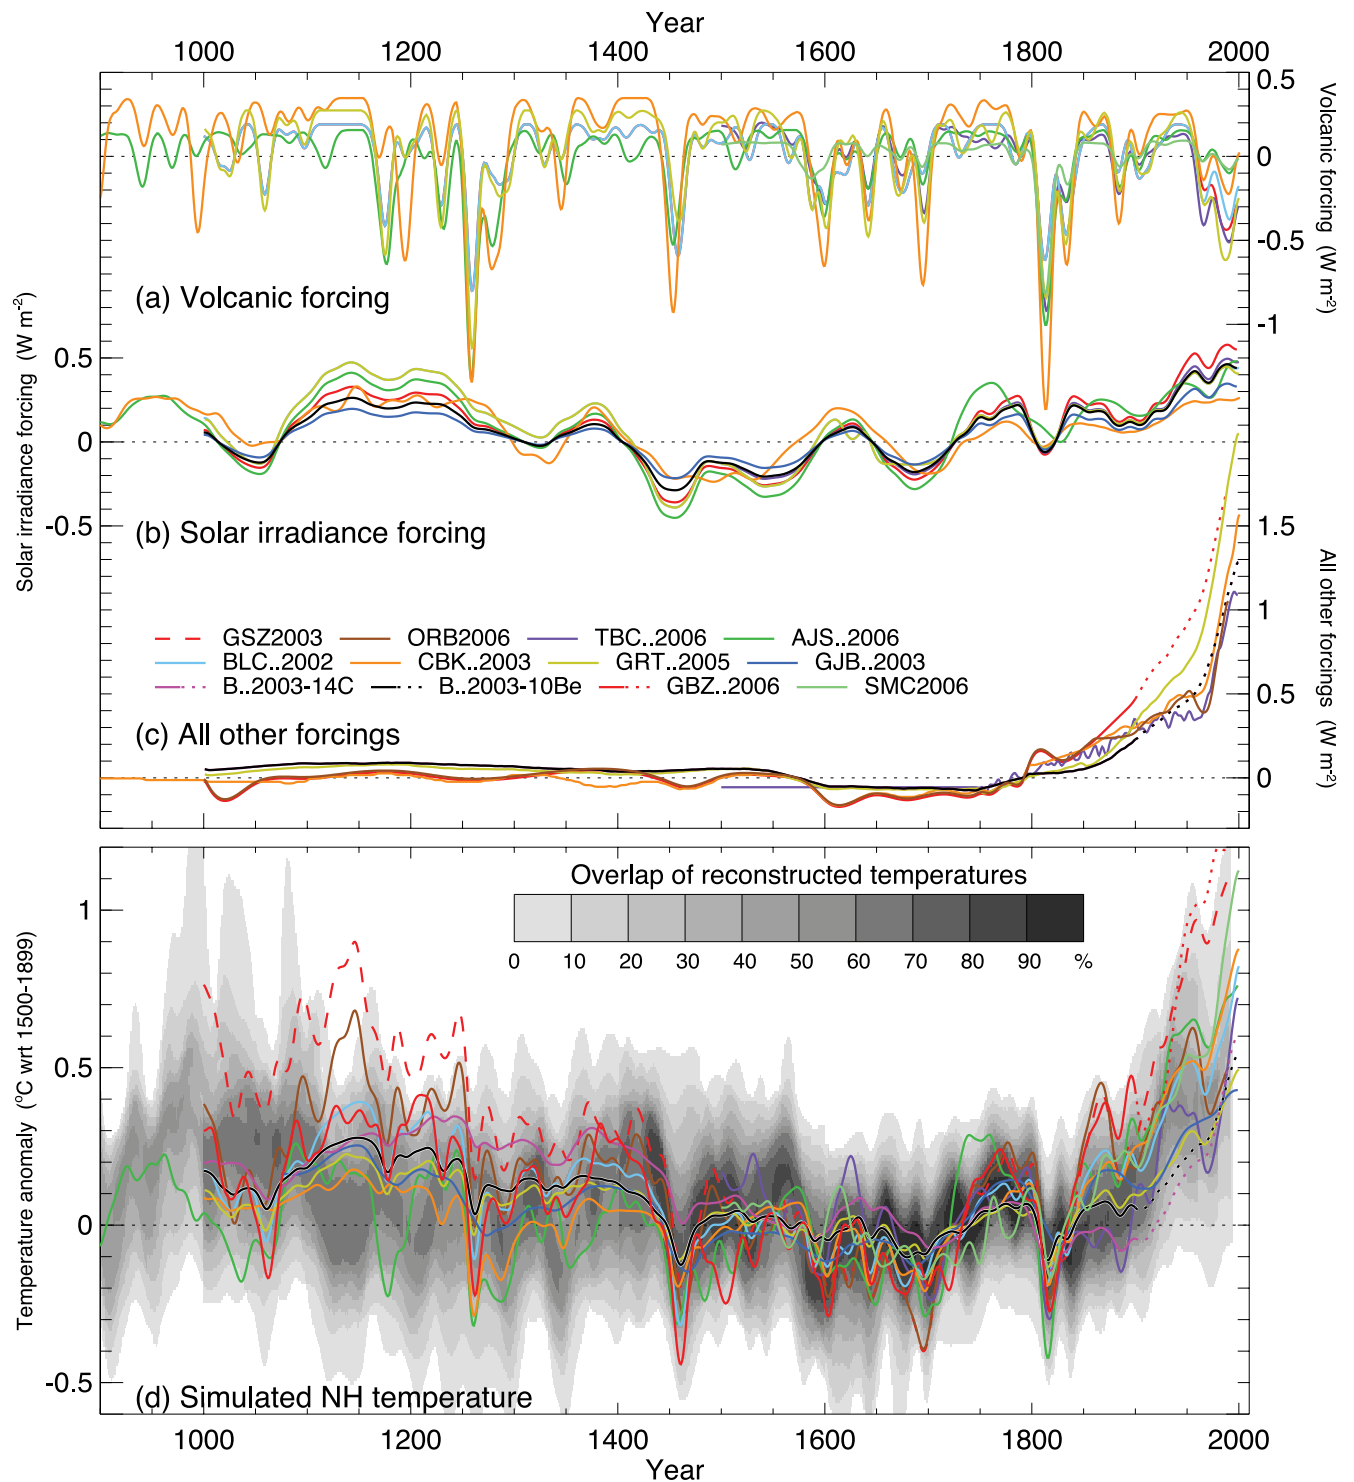 Year
1000 1200 1400 1600 1800 2000
0.5
0
-0.5
-1
Volcanic forcing (W m-2)
(a) Volcanic forcing
Solar irradiance forcing (W m-2)
0.5
0
-0.5
(b) Solar irradiance forcing
1.5
1
0.5
0
All other forcings (W m-2)
GSZ2003 ORB2006 TBC..2006 AJS..2006
BLC..2002 CBK..2003 GRT..2005 GJB..2003
B..2003-14C B..2003-10Be GBZ..2006 SMC2006
(c) All other forcings
Overlap of reconstructed temperatures
0 10 20 30 40 50 60 70 80 90 %
Temperature anomaly (°C wrt 1500-1899)
1
0.5
0
-0.5
(d) Simulated NH temperature
1000 1200 1400 1600 1800 2000
Year